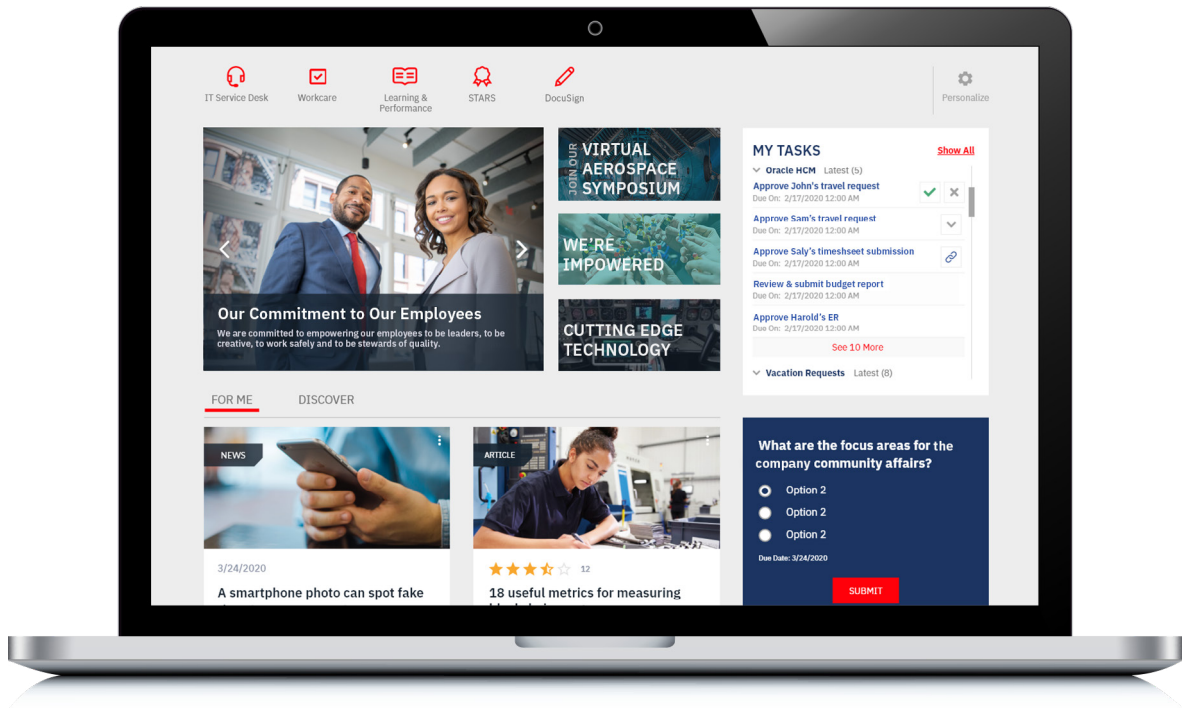 IT Service Desk
Workcare
Learning &
Performance
STARS
DocuSign
Personalize
JOIN OUR
VIRTUAL
AEROSPACE
SYMPOSIUM
WE'RE
IMPOWERED
CUTTING EDGE
TECHNOLOGY
Our Commitment to Our Employees
We are committed to empowering our employees to be leaders, to be
creative, to work safely and to be stewards of quality.
MY TASKS
Show All
Oracle HCM Latest (5)
Approve John's travel request
Due On: 2/17/2020 12:00 AM
Approve Sam's travel request
Due On: 2/17/2020 12:00 AM
Approve Saly's timeshseet submission
Due On: 2/17/2020 12:00 AM
Review & submit budget report
Due On: 2/17/2020 12:00 AM
Approve Harold's ER
Due On: 2/17/2020 12:00 AM
See 10 More
Vacation Requests Latest (8)
FOR ME
DISCOVER
NEWS
3/24/2020
A smartphone photo can spot fake
ARTICLE
12
18 useful metrics for measuring
What are the focus areas for the
company community affairs?
Option 2
Option 2
Option 2
Due Date: 3/24/2020
SUBMIT